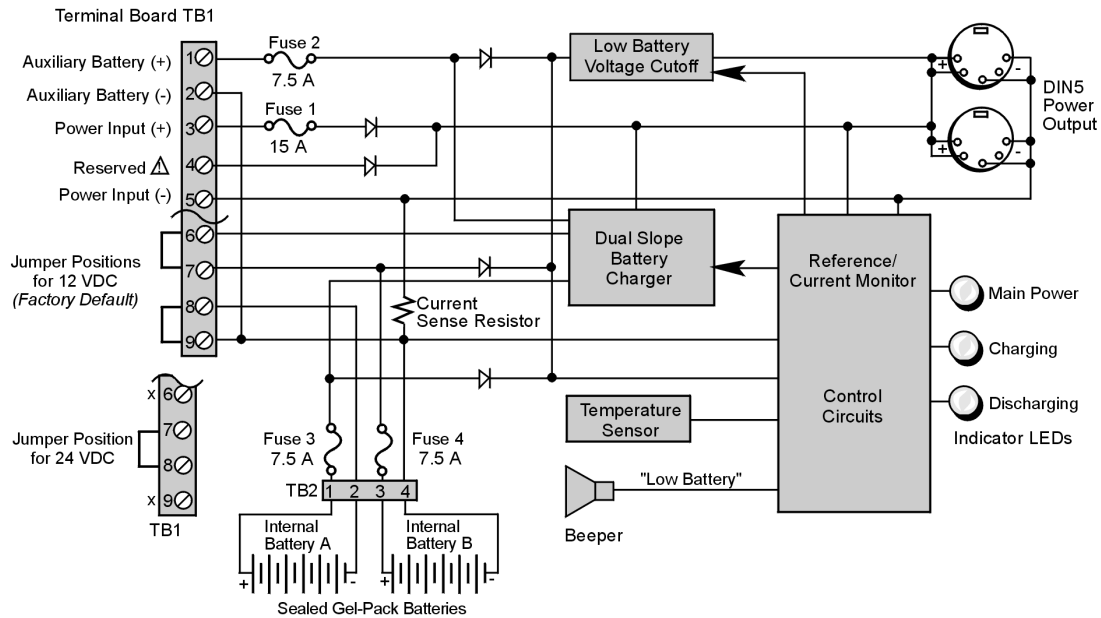 Terminal Board TB1
Auxiliary Battery (+)
1
Fuse 2
7.5 A
Low Battery
Voltage Cutoff
+
-
DIN5
Power
Output
Auxiliary Battery (-)
2
Power Input (+)
3
Fuse 1
15 A
Reserved ⚠
4
+
-
Power Input (-)
5
6
Dual Slope
Battery
Charger
Reference/
Current Monitor
Jumper Positions
for 12 VDC
(Factory Default)
7
8
9
Current
Sense Resistor
Main Power
Charging
Discharging
Indicator LEDs
Control
Circuits
Temperature
Sensor
x 6
Jumper Position
for 24 VDC
7
8
x 9
TB1
Fuse 3
7.5 A
Fuse 4
7.5 A
TB2
1 2 3 4
"Low Battery"
Beeper
Internal
Battery A
Internal
Battery B
+ -
+ -
Sealed Gel-Pack Batteries